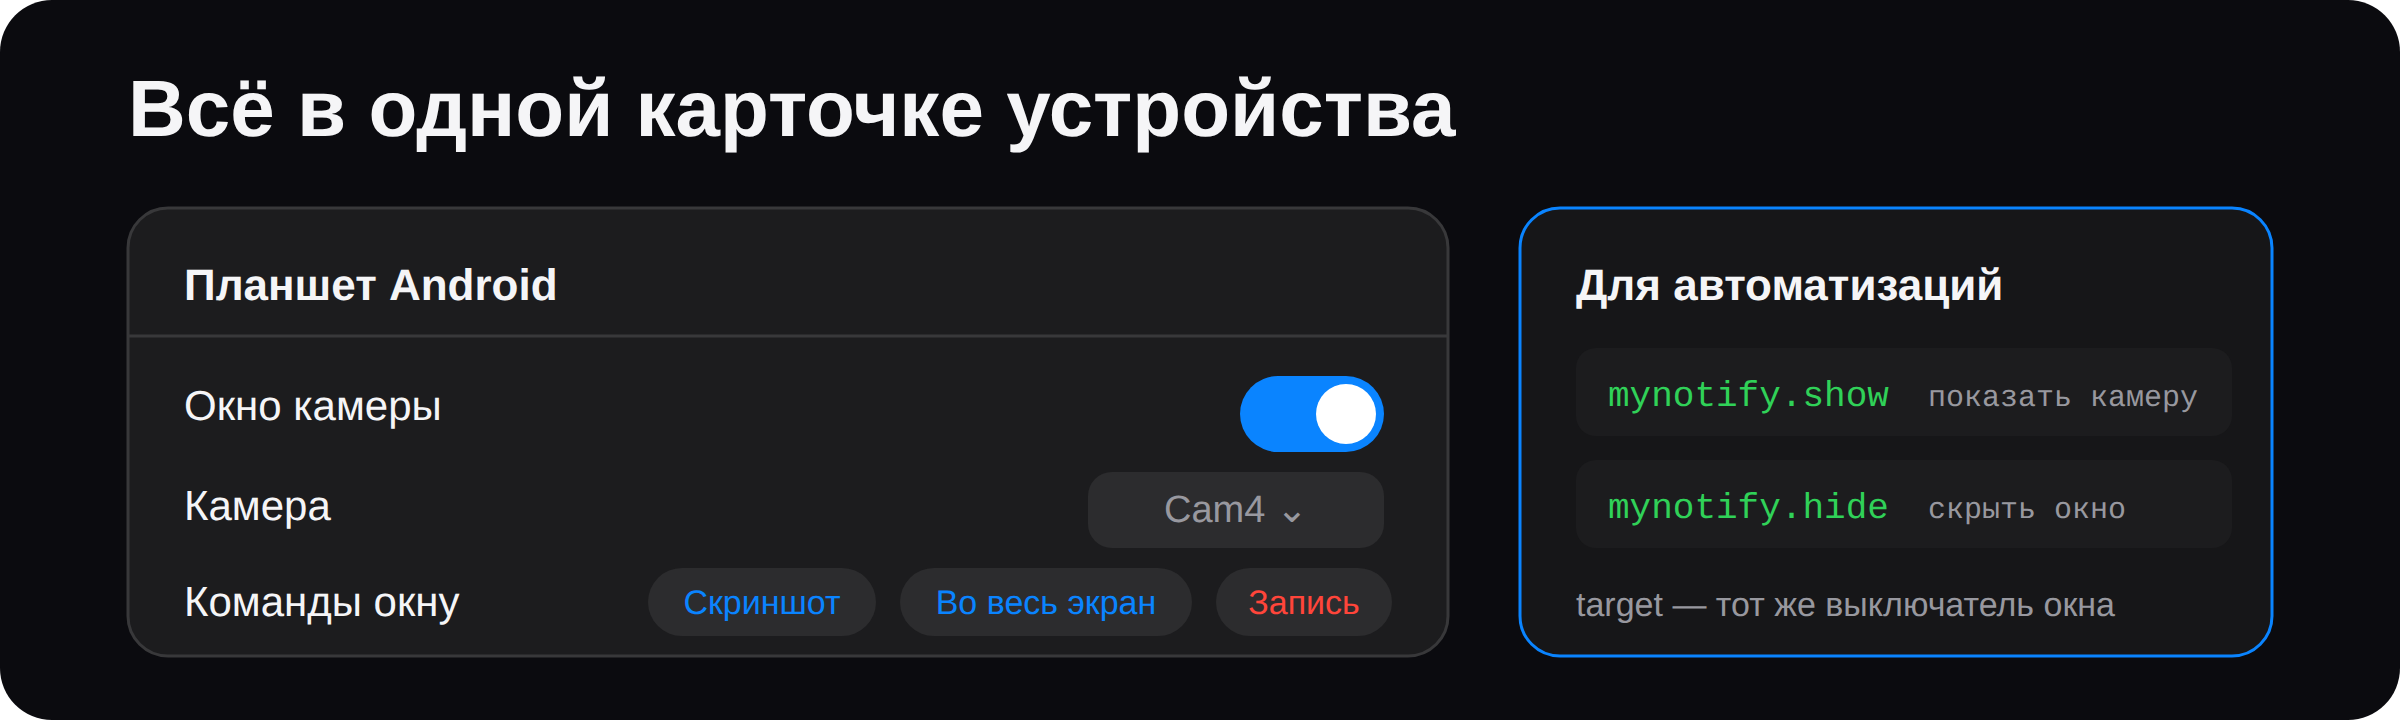 Всё в одной карточке устройства
Планшет Android
Окно камеры
Камера
Cam4
Команды окну
Скриншот
Во весь экран
Запись
Для автоматизаций
mynotify.show показать камеру
mynotify.hide скрыть окно
target — тот же выключатель окна